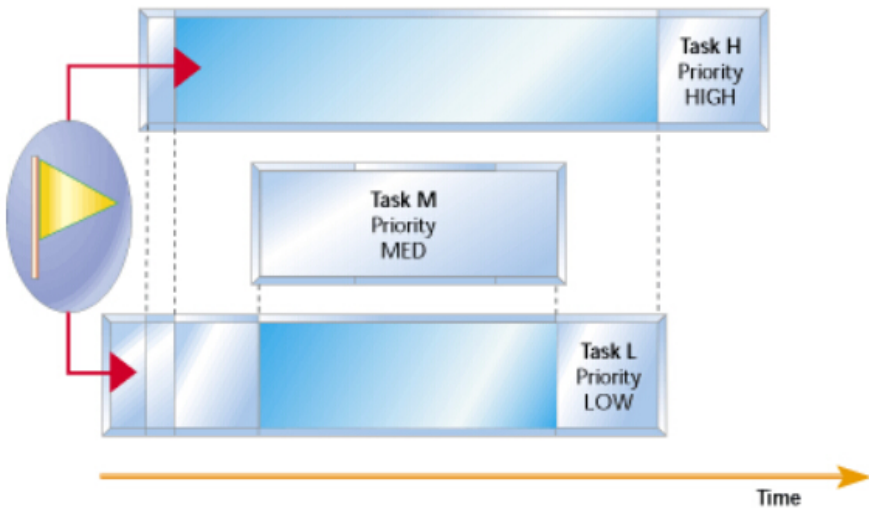 Task H
Priority
HIGH
Task M
Priority
MED
Task L
Priority
LOW
Time